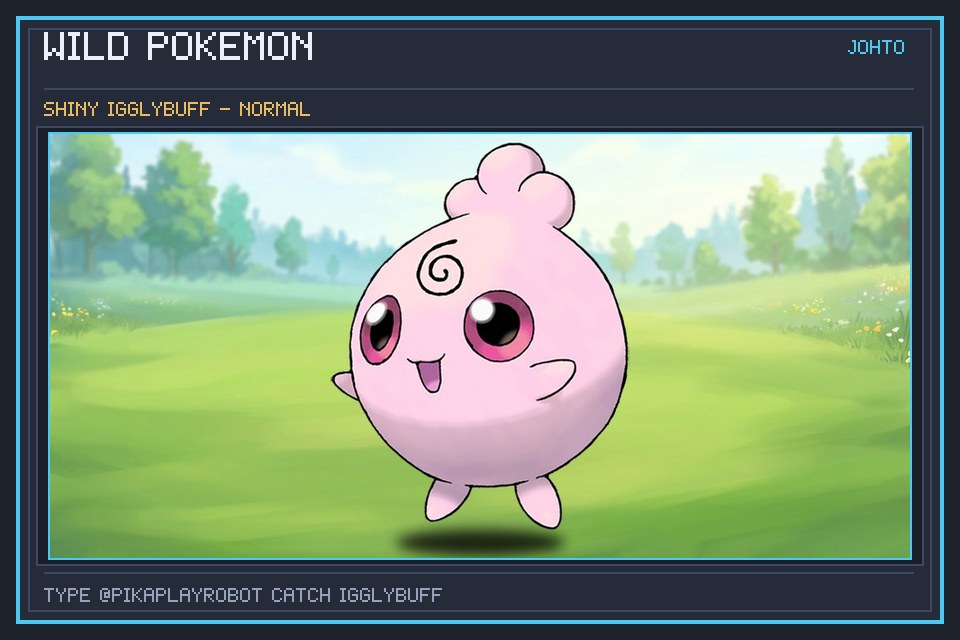 WILD POKEMON
JOHTO
SHINY IGGLYBUFF - NORMAL
TYPE @PIKAPLAYROBOT CATCH IGGLYBUFF